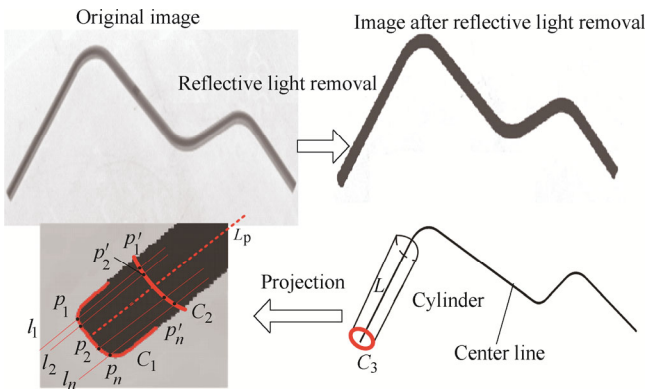 Original image
Image after reflective light removal
Reflective light removal
Lp
p′1
p′2
p1
C2
p′n
l1
l2
p2
pn
C1
ln
Projection
L
Cylinder
C3
Center line